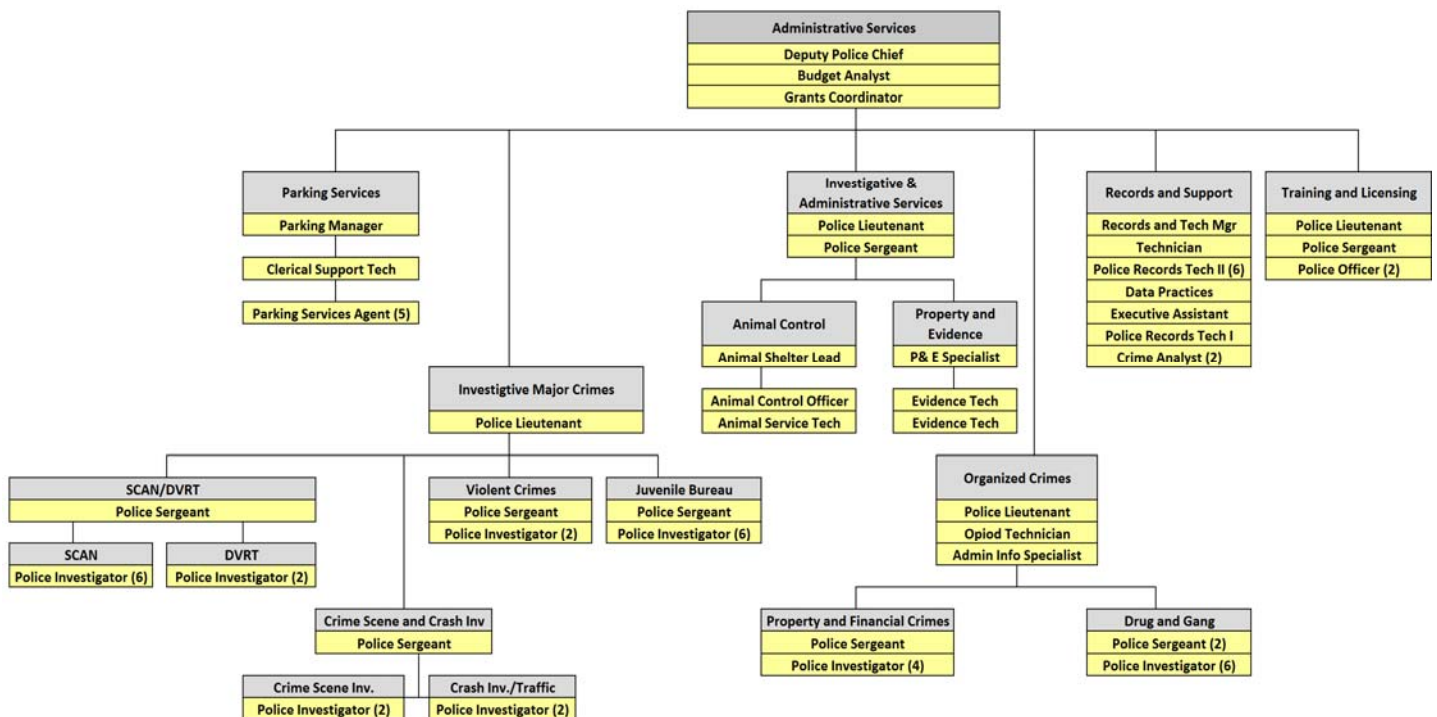 Administrative Services
Deputy Police Chief
Budget Analyst
Grants Coordinator
Parking Services
Parking Manager
Clerical Support Tech
Parking Services Agent (5)
Investigtive Major Crimes
Police Lieutenant
SCAN/DVRT
Police Sergeant
SCAN
Police Investigator (6)
DVRT
Police Investigator (2)
Crime Scene and Crash Inv
Police Sergeant
Crime Scene Inv.
Police Investigator (2)
Crash Inv./Traffic
Police Investigator (2)
Violent Crimes
Police Sergeant
Police Investigator (2)
Juvenile Bureau
Police Sergeant
Police Investigator (6)
Investigative &
Administrative Services
Police Lieutenant
Police Sergeant
Animal Control
Animal Shelter Lead
Animal Control Officer
Animal Service Tech
Property and
Evidence
P& E Specialist
Evidence Tech
Evidence Tech
Organized Crimes
Police Lieutenant
Opiod Technician
Admin Info Specialist
Property and Financial Crimes
Police Sergeant
Police Investigator (4)
Drug and Gang
Police Sergeant (2)
Police Investigator (6)
Records and Support
Records and Tech Mgr
Technician
Police Records Tech II (6)
Data Practices
Executive Assistant
Police Records Tech I
Crime Analyst (2)
Training and Licensing
Police Lieutenant
Police Sergeant
Police Officer (2)